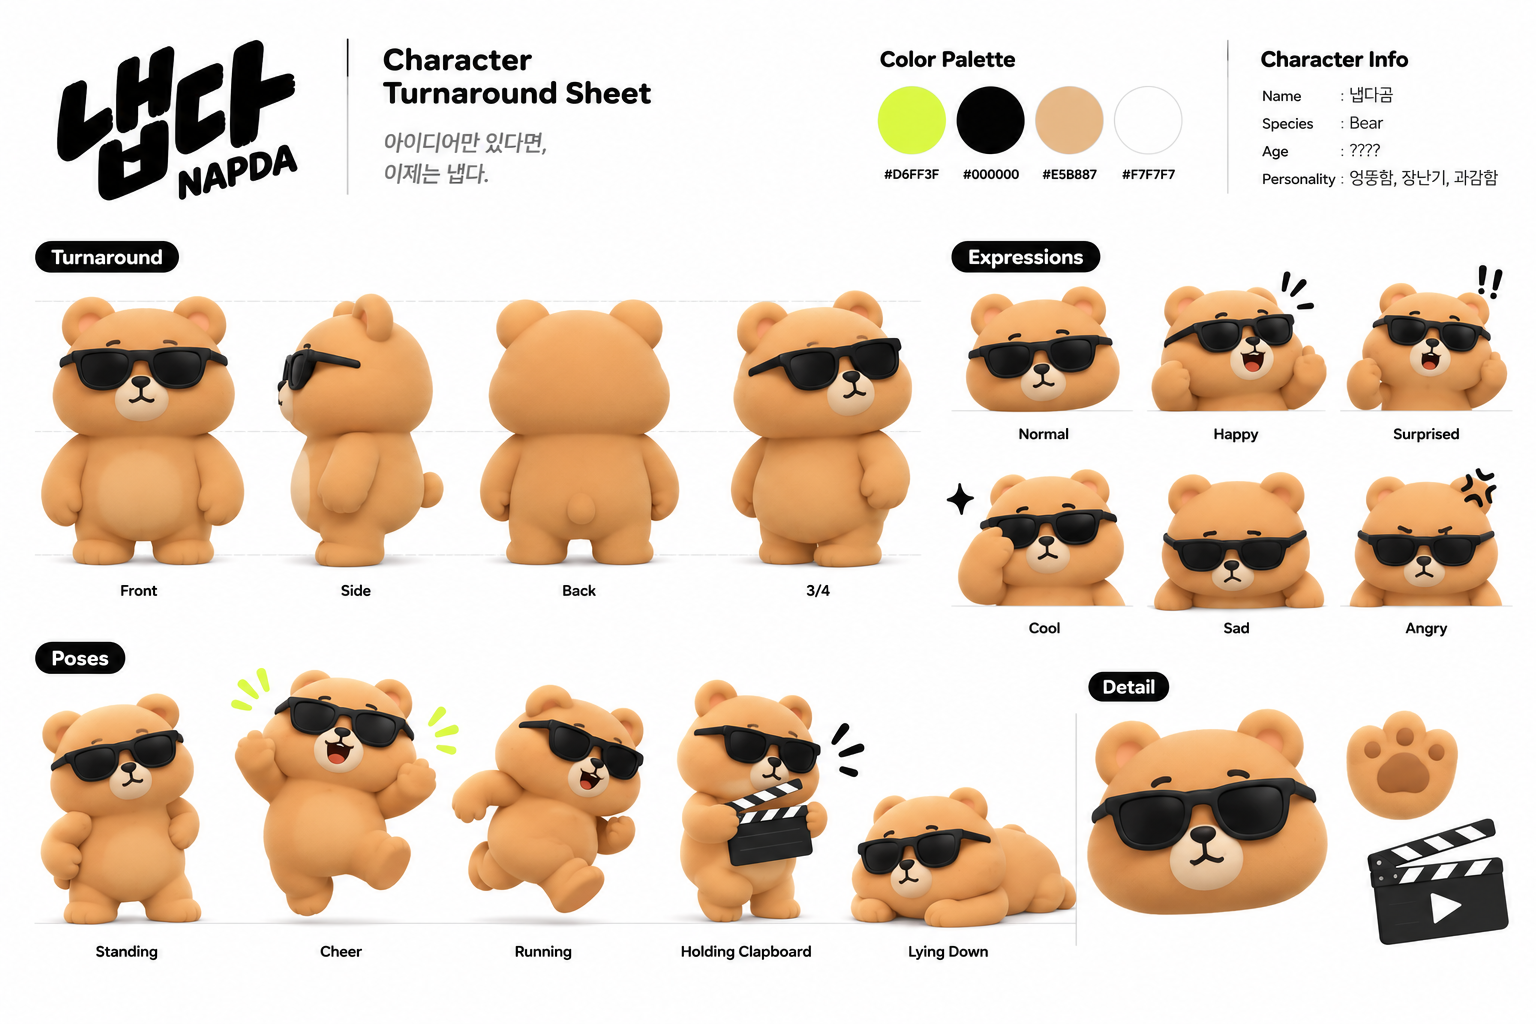 냅다
NAPDA
Character
Turnaround Sheet
아이디어만 있다면,
이제는 냅다.
Color Palette
#D6FF3F
#000000
#E5B887
#F7F7F7
Character Info
Name : 냅다곰
Species : Bear
Age : ????
Personality : 엉뚱함, 장난기, 과감함
Turnaround
Front
Side
Back
3/4
Expressions
!!
Normal
Happy
Surprised
Cool
Sad
Angry
Poses
Standing
Cheer
Running
Holding Clapboard
Lying Down
Detail